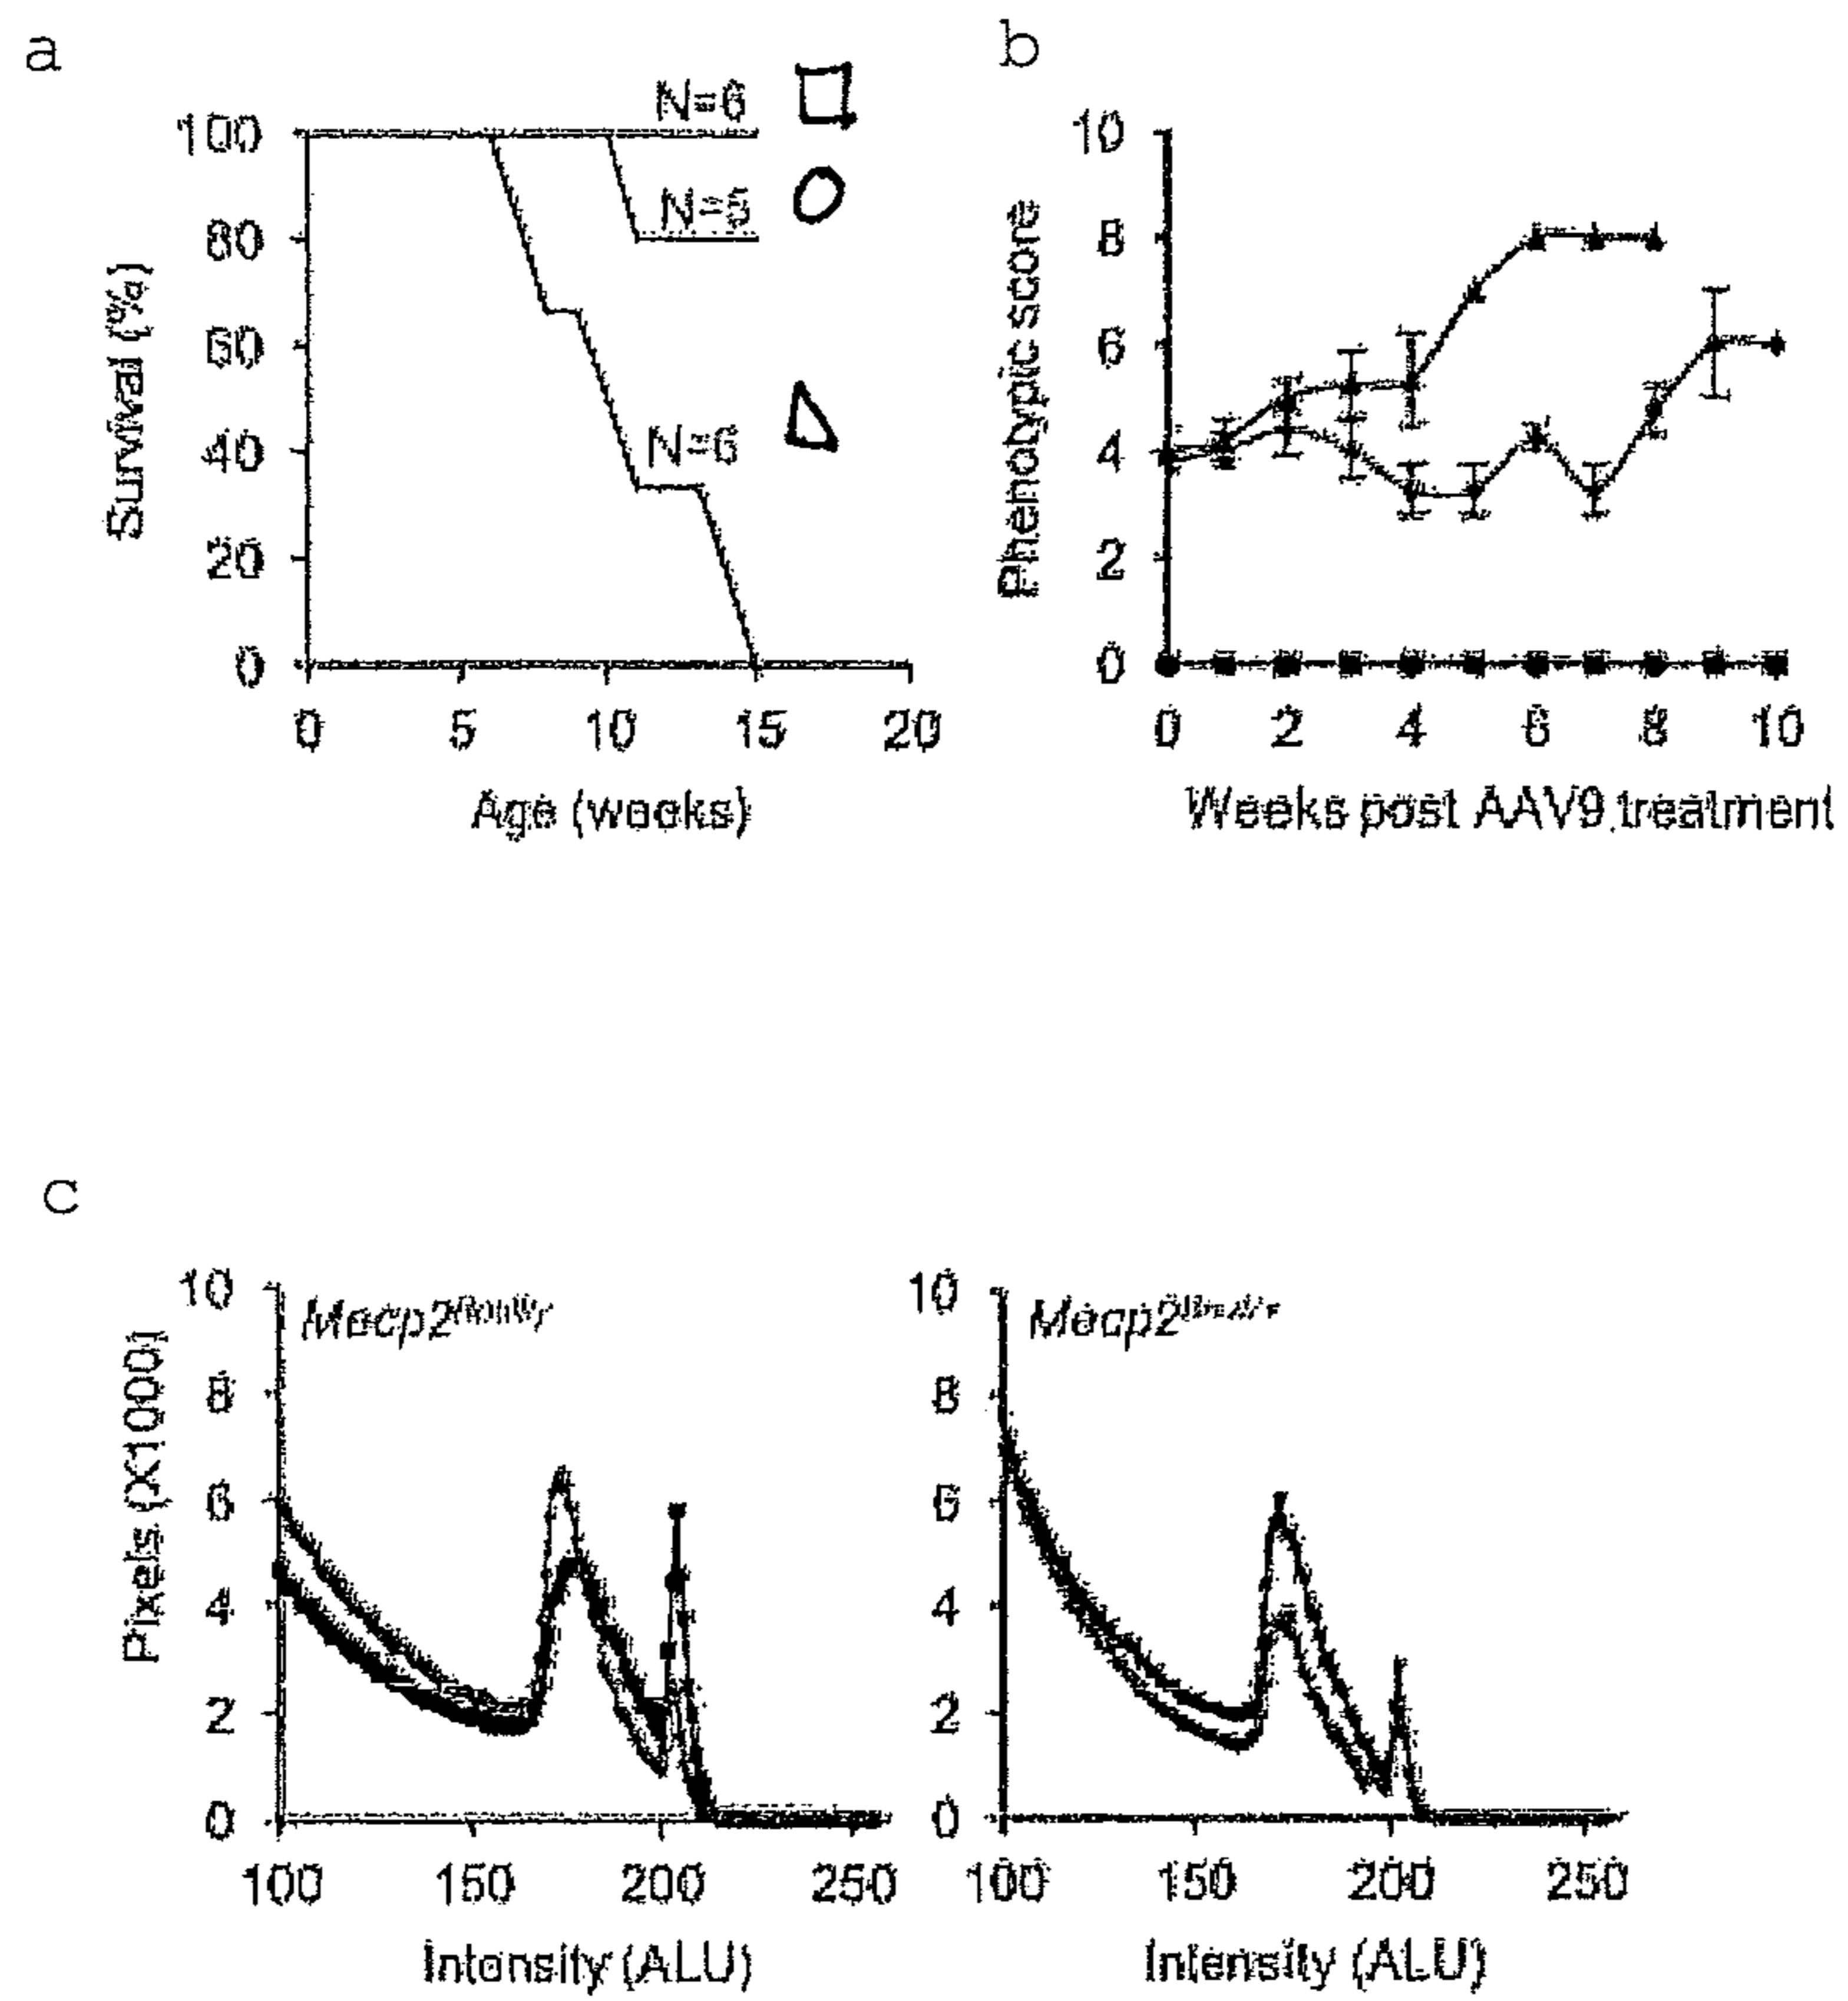 a
N=6
100
N=5
80
60
N=6
40
20
0
0 5 10 15 20
Survival (%)
Age (weeks)
b
10
8
6
4
2
0
0 2 4 6 8 10
Phenotypic score
Weeks post AAV9 treatment
c
10
Mecp2
8
6
4
2
0
100 150 200 250
Pixels (X1000)
Intensity (ALU)
10
Mecp2
8
6
4
2
0
100 150 200 250
Intensity (ALU)